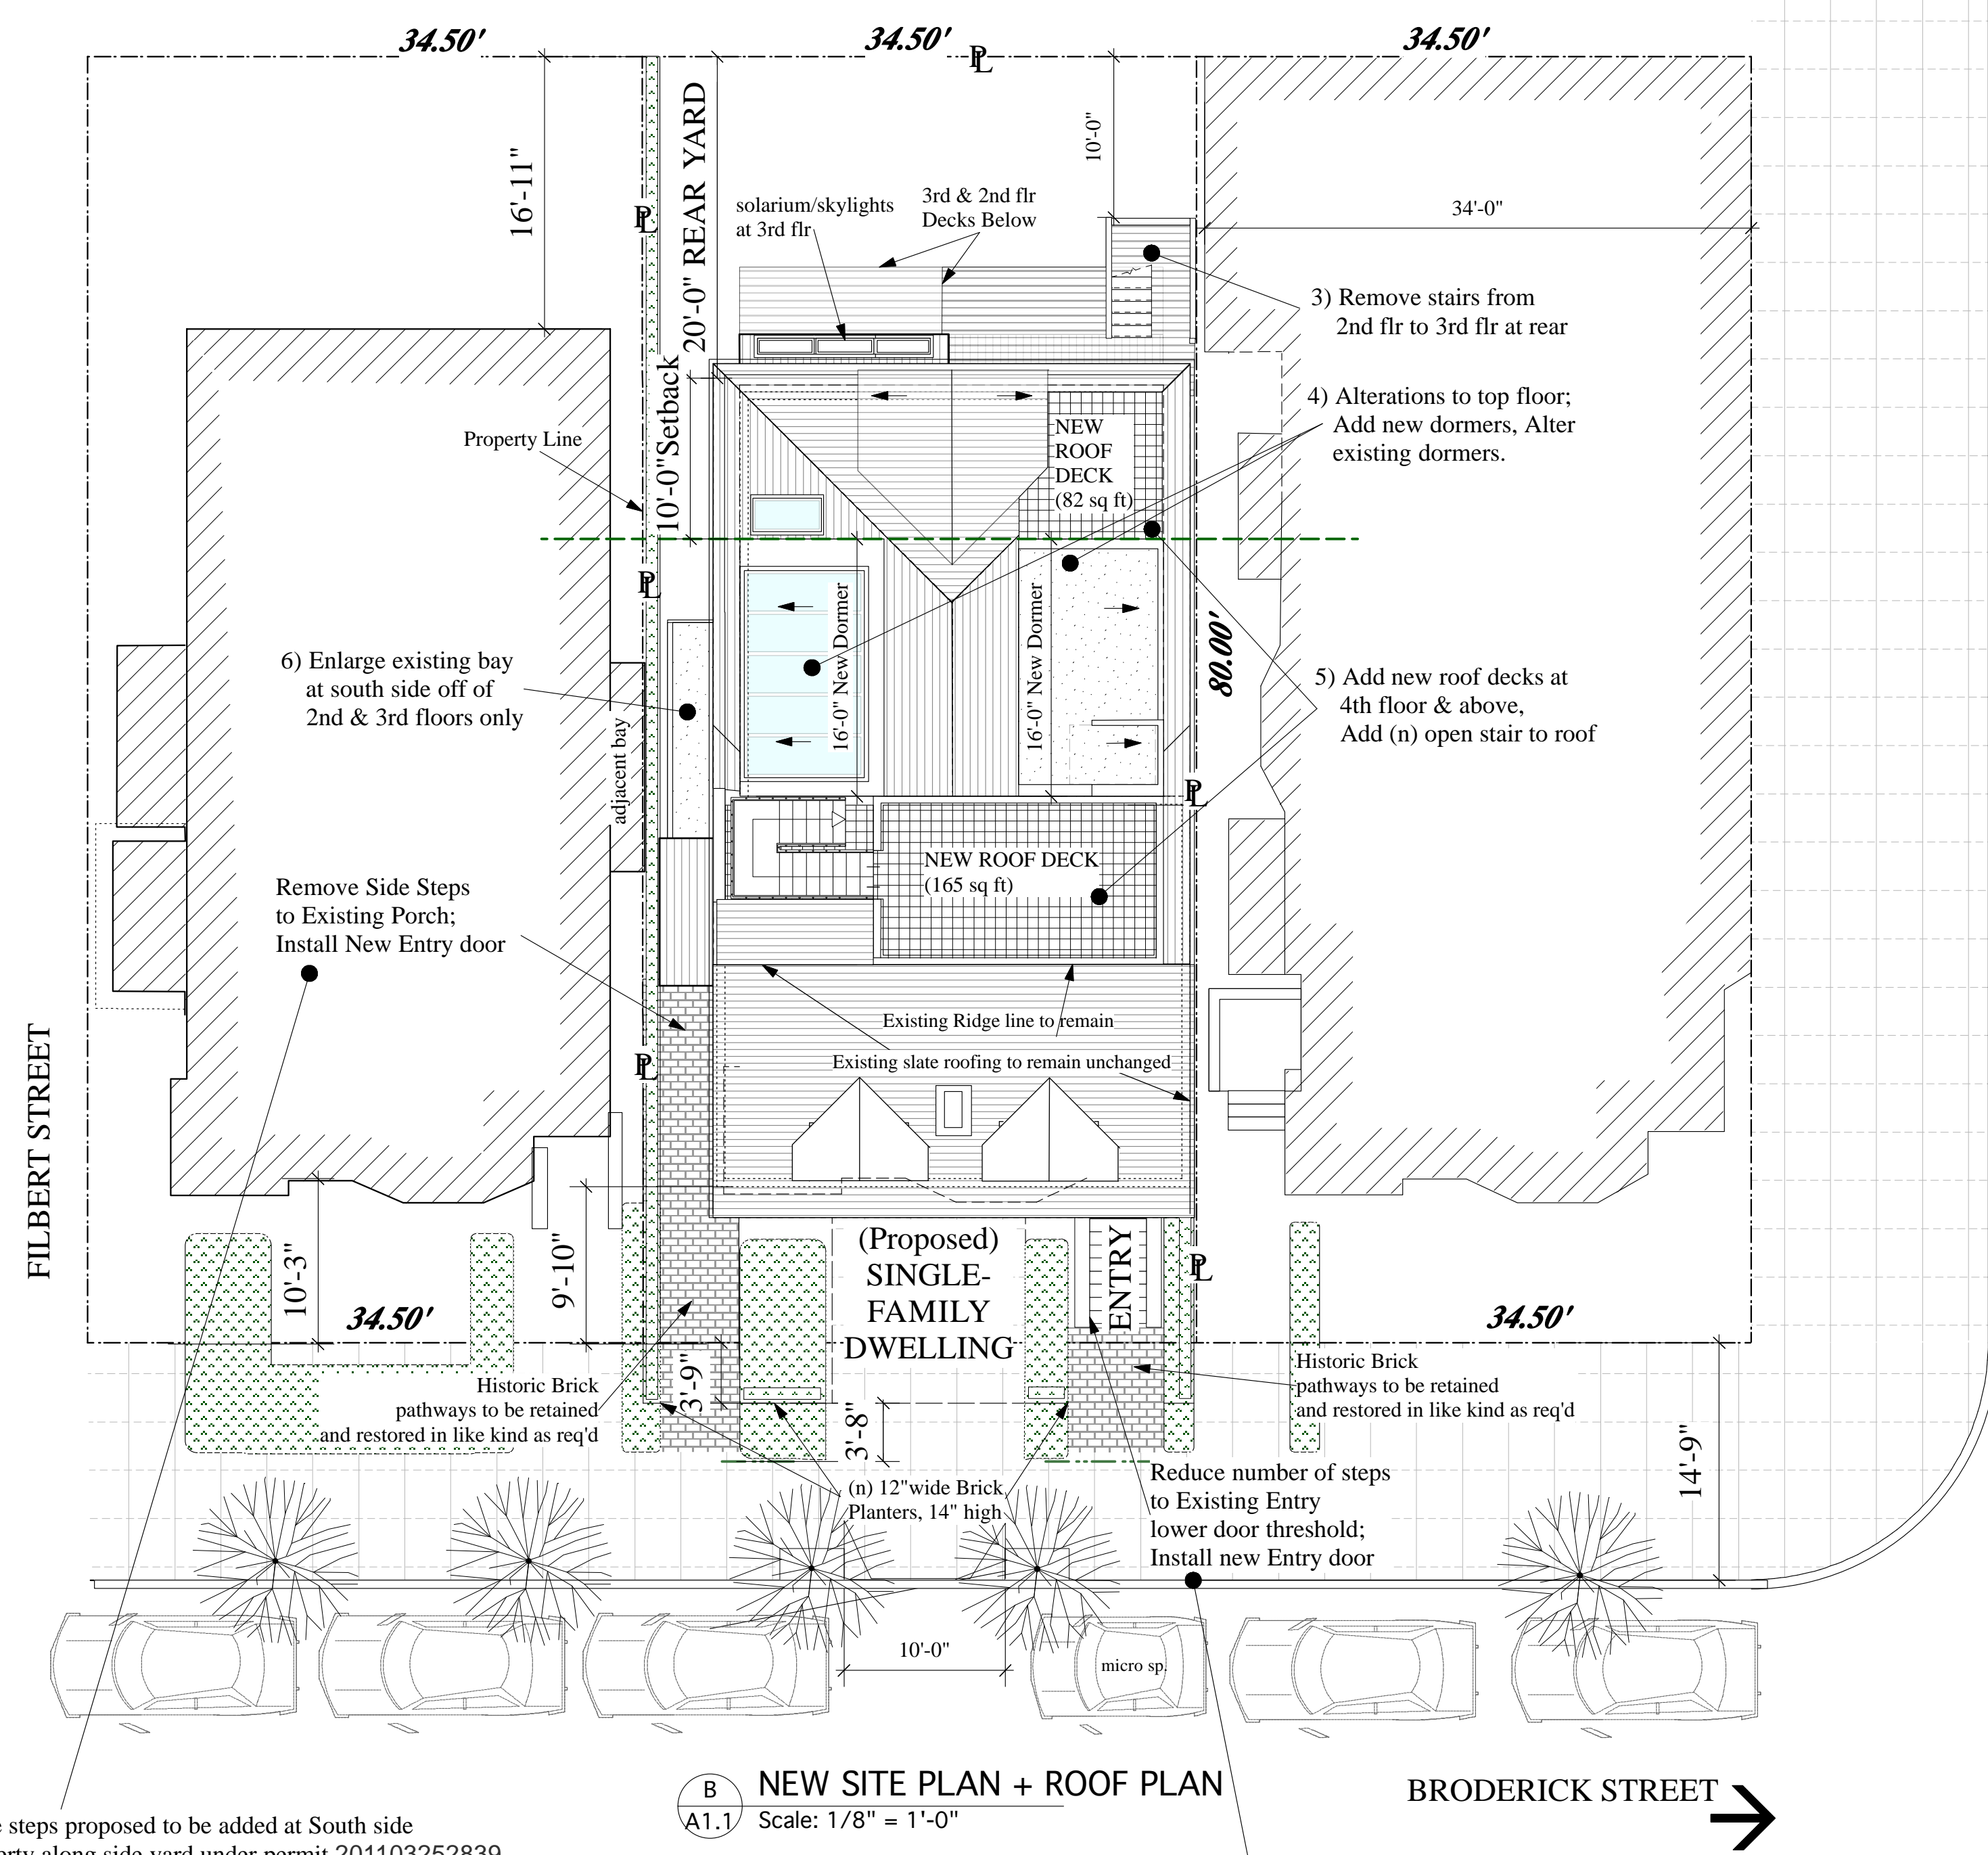 34.50' 34.50' 34.50'
PL
16'-11"
20'-0" REAR YARD
10'-0"
solarium/skylights
at 3rd flr
3rd & 2nd flr
Decks Below
34'-0"
PL
3) Remove stairs from
2nd flr to 3rd flr at rear
4) Alterations to top floor;
Add new dormers, Alter
existing dormers.
Property Line
10'-0"Setback
NEW
ROOF
DECK
(82 sq ft)
PL
16'-0" New Dormer
16'-0" New Dormer
80.00'
6) Enlarge existing bay
at south side off of
2nd & 3rd floors only
adjacent bay
5) Add new roof decks at
4th floor & above,
Add (n) open stair to roof
PL
NEW ROOF DECK
(165 sq ft)
Remove Side Steps
to Existing Porch;
Install New Entry door
Existing Ridge line to remain
Existing slate roofing to remain unchanged
PL
FILBERT STREET
10'-3"
34.50'
9'-10"
(Proposed)
SINGLE-
FAMILY
DWELLING
ENTRY
PL
34.50'
3'-9"
3'-8"
Historic Brick
pathways to be retained
and restored in like kind as req'd
Historic Brick
pathways to be retained
and restored in like kind as req'd
14'-9"
(n) 12"wide Brick
Planters, 14" high
Reduce number of steps
to Existing Entry
lower door threshold;
Install new Entry door
10'-0"
micro sp.
B
A1.1
NEW SITE PLAN + ROOF PLAN
Scale: 1/8" = 1'-0"
BRODERICK STREET
steps proposed to be added at South side
along side yard under permit 201103252839